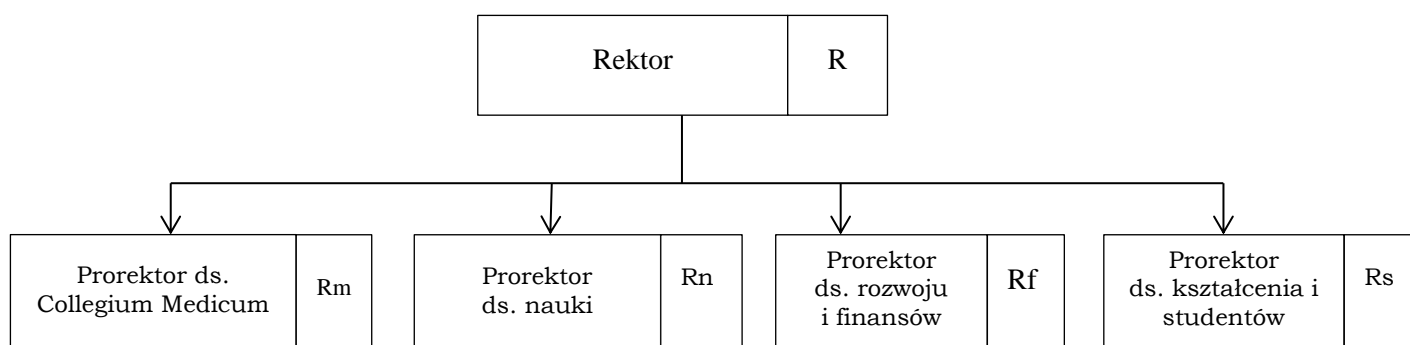 Rektor
R
Prorektor ds.
Collegium Medicum
Rm
Prorektor
ds. nauki
Rn
Prorektor
ds. rozwoju
i finansów
Rf
Prorektor
ds. kształcenia i
studentów
Rs